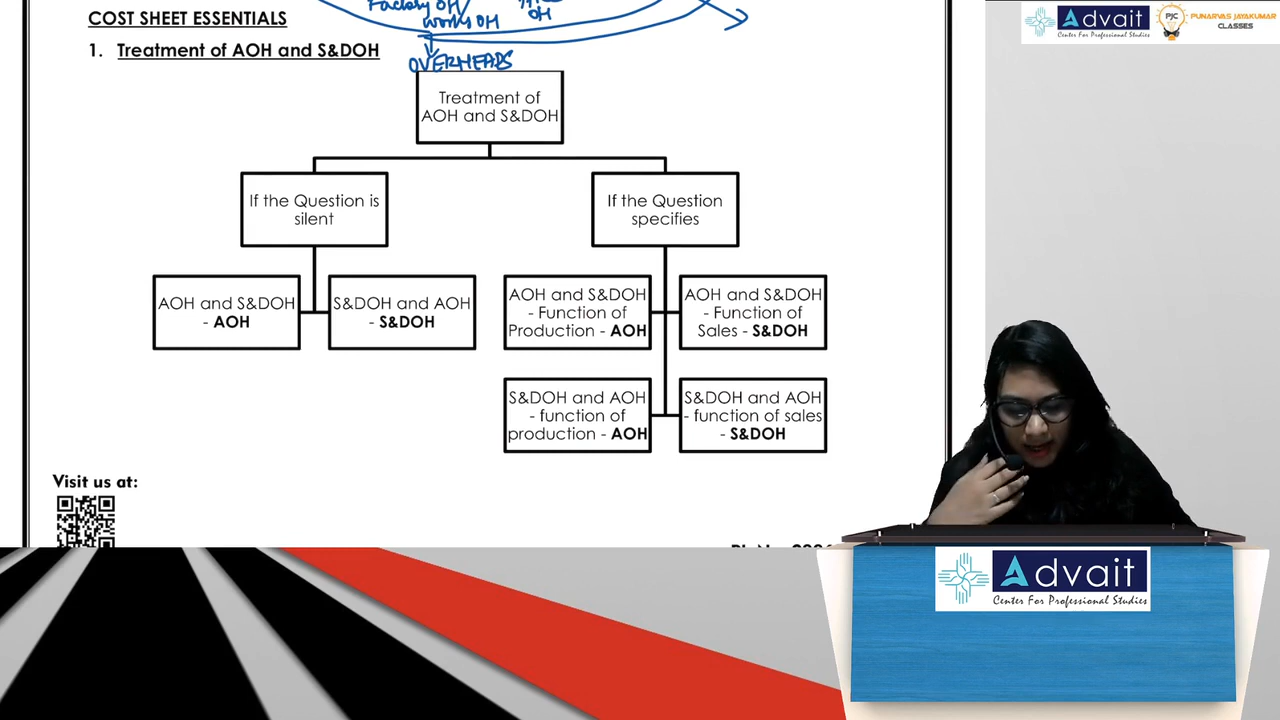 Factory OH/
works OH
OH
OVERHEADS
COST SHEET ESSENTIALS
1. Treatment of AOH and S&DOH
Treatment of
AOH and S&DOH
If the Question is
silent
If the Question
specifies
AOH and S&DOH
- AOH
S&DOH and AOH
- S&DOH
AOH and S&DOH
- Function of
Production - AOH
AOH and S&DOH
- Function of
Sales - S&DOH
S&DOH and AOH
- function of
production - AOH
S&DOH and AOH
- function of sales
- S&DOH
Visit us at:
Advait
Center For Professional Studies
PJC
PUNARVAS JAYAKUMAR
CLASSES
Advait
Center For Professional Studies